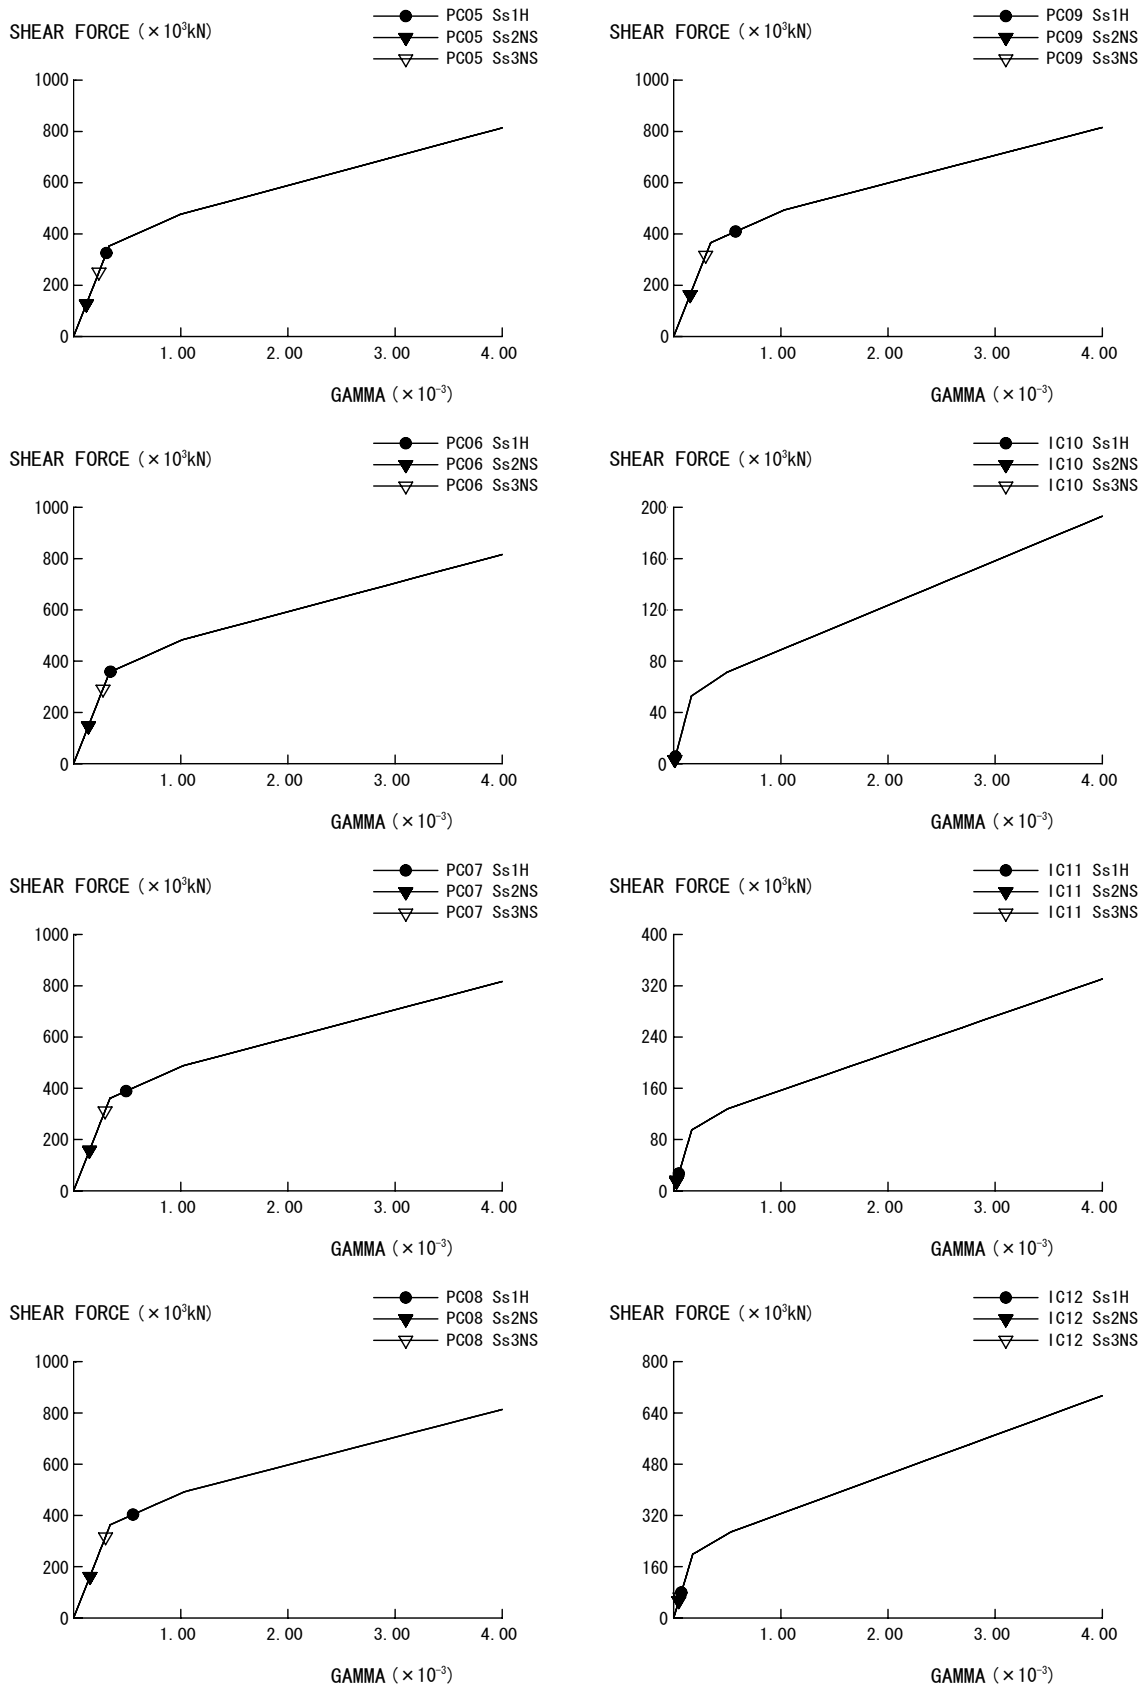 SHEAR FORCE (×10³kN)
PC05 Ss1H
PC05 Ss2NS
PC05 Ss3NS
1000
800
600
400
200
0
1.00 2.00 3.00 4.00
GAMMA (×10⁻³)
SHEAR FORCE (×10³kN)
PC09 Ss1H
PC09 Ss2NS
PC09 Ss3NS
1000
800
600
400
200
0
1.00 2.00 3.00 4.00
GAMMA (×10⁻³)
SHEAR FORCE (×10³kN)
PC06 Ss1H
PC06 Ss2NS
PC06 Ss3NS
1000
800
600
400
200
0
1.00 2.00 3.00 4.00
GAMMA (×10⁻³)
SHEAR FORCE (×10³kN)
IC10 Ss1H
IC10 Ss2NS
IC10 Ss3NS
200
160
120
80
40
0
1.00 2.00 3.00 4.00
GAMMA (×10⁻³)
SHEAR FORCE (×10³kN)
PC07 Ss1H
PC07 Ss2NS
PC07 Ss3NS
1000
800
600
400
200
0
1.00 2.00 3.00 4.00
GAMMA (×10⁻³)
SHEAR FORCE (×10³kN)
IC11 Ss1H
IC11 Ss2NS
IC11 Ss3NS
400
320
240
160
80
0
1.00 2.00 3.00 4.00
GAMMA (×10⁻³)
SHEAR FORCE (×10³kN)
PC08 Ss1H
PC08 Ss2NS
PC08 Ss3NS
1000
800
600
400
200
0
1.00 2.00 3.00 4.00
GAMMA (×10⁻³)
SHEAR FORCE (×10³kN)
IC12 Ss1H
IC12 Ss2NS
IC12 Ss3NS
800
640
480
320
160
0
1.00 2.00 3.00 4.00
GAMMA (×10⁻³)